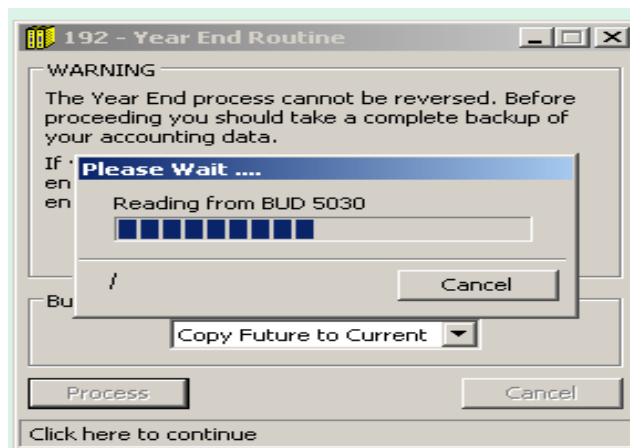 192 - Year End Routine
WARNING
The Year End process cannot be reversed. Before
proceeding you should take a complete backup of
your accounting data.
If
en
en
Please Wait ....
Reading from BUD 5030
/
Cancel
Bu
Copy Future to Current
Process
Cancel
Click here to continue